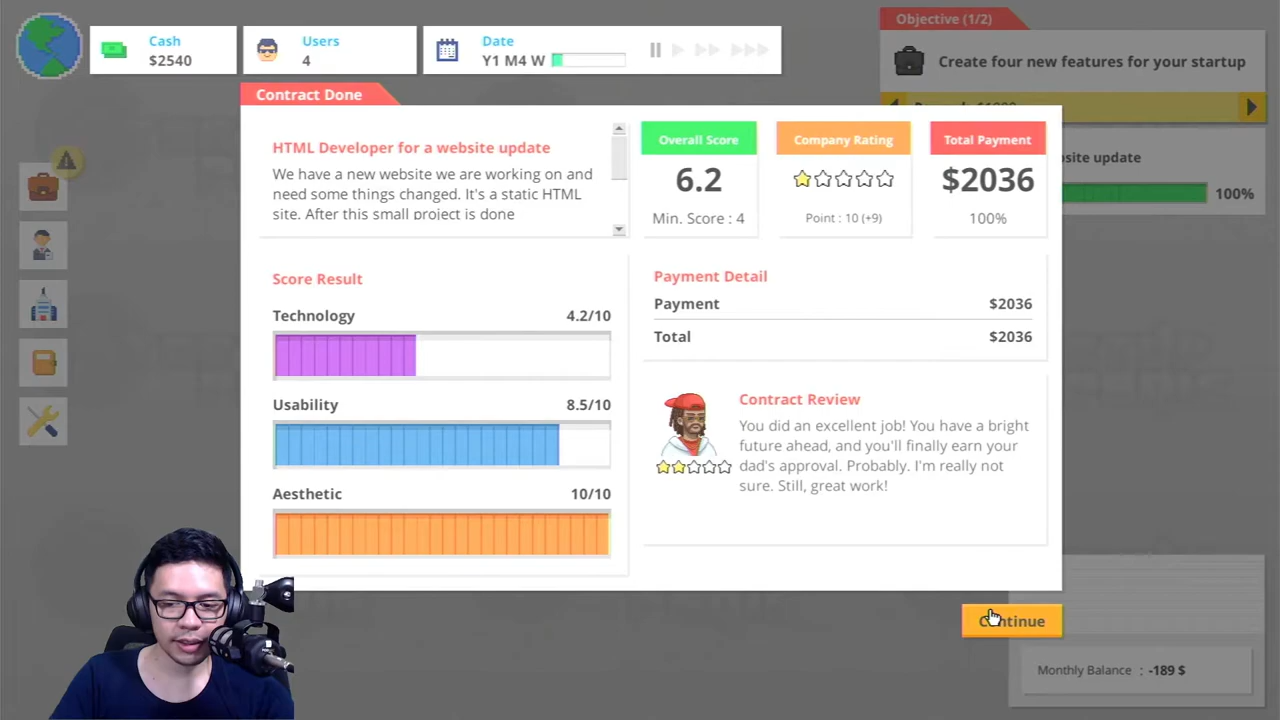 Cash
$2540
Users
4
Date
Y1 M4 W
Objective (1/2)
Create four new features for your startup
Contract Done
HTML Developer for a website update
We have a new website we are working on and
need some things changed. It's a static HTML
site. After this small project is done
Overall Score
6.2
Min. Score : 4
Company Rating
Point : 10 (+9)
Total Payment
$2036
100%
site update
100%
Score Result
Technology
4.2/10
Usability
8.5/10
Aesthetic
10/10
Payment Detail
Payment
$2036
Total
$2036
Contract Review
You did an excellent job! You have a bright
future ahead, and you'll finally earn your
dad's approval. Probably. I'm really not
sure. Still, great work!
Continue
Monthly Balance : -189 $